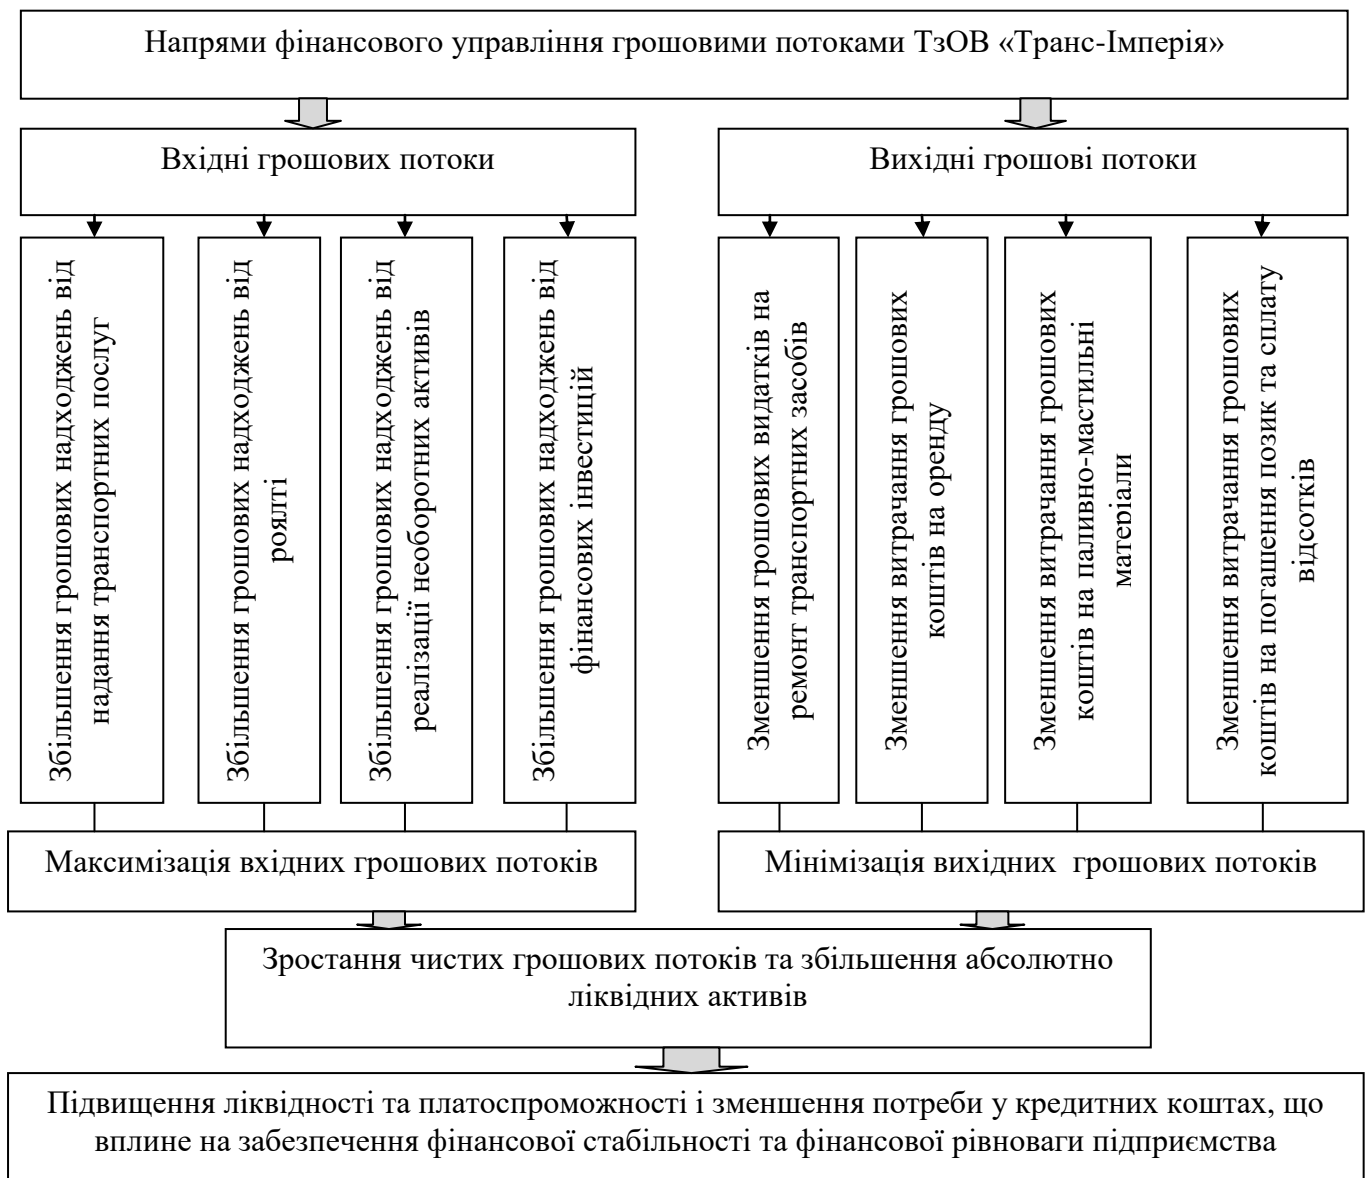 Напрями фінансового управління грошовими потоками ТзОВ «Транс-Імперія»
Вхідні грошових потоки
Вихідні грошові потоки
Збільшення грошових надходжень від
надання транспортних послуг
Збільшення грошових надходжень від
роялті
Збільшення грошових надходжень від
реалізації необоротних активів
Збільшення грошових надходжень від
фінансових інвестицій
Зменшення грошових видатків на
ремонт транспортних засобів
Зменшення витрачання грошових
коштів на оренду
Зменшення витрачання грошових
коштів на паливно-мастильні
матеріали
Зменшення витрачання грошових
коштів на погашення позик та сплату
відсотків
Максимізація вхідних грошових потоків
Мінімізація вихідних грошових потоків
Зростання чистих грошових потоків та збільшення абсолютно
ліквідних активів
Підвищення ліквідності та платоспроможності і зменшення потреби у кредитних коштах, що
вплине на забезпечення фінансової стабільності та фінансової рівноваги підприємства